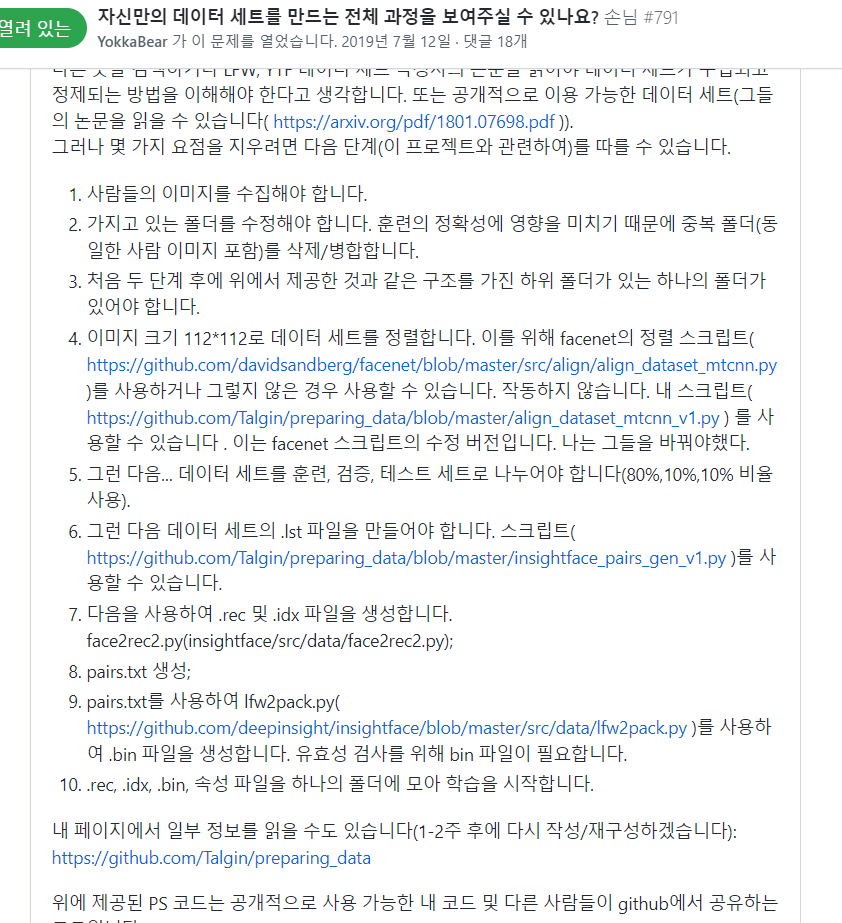 열려 있는
자신만의 데이터 세트를 만드는 전체 과정을 보여주실 수 있나요? 손님 #791
YokkaBear 가 이 문제를 열었습니다. 2019년 7월 12일 · 댓글 18개
정제되는 방법을 이해해야 한다고 생각합니다. 또는 공개적으로 이용 가능한 데이터 세트(그들
의 논문을 읽을 수 있습니다( https://arxiv.org/pdf/1801.07698.pdf )).
그러나 몇 가지 요점을 지우려면 다음 단계(이 프로젝트와 관련하여)를 따를 수 있습니다.
1. 사람들의 이미지를 수집해야 합니다.
2. 가지고 있는 폴더를 수정해야 합니다. 훈련의 정확성에 영향을 미치기 때문에 중복 폴더(동
일한 사람 이미지 포함)를 삭제/병합합니다.
3. 처음 두 단계 후에 위에서 제공한 것과 같은 구조를 가진 하위 폴더가 있는 하나의 폴더가
있어야 합니다.
4. 이미지 크기 112*112로 데이터 세트를 정렬합니다. 이를 위해 facenet의 정렬 스크립트(
https://github.com/davidsandberg/facenet/blob/master/src/align/align_dataset_mtcnn.py
)를 사용하거나 그렇지 않은 경우 사용할 수 있습니다. 작동하지 않습니다. 내 스크립트(
https://github.com/Talgin/preparing_data/blob/master/align_dataset_mtcnn_v1.py ) 를 사
용할 수 있습니다 . 이는 facenet 스크립트의 수정 버전입니다. 나는 그들을 바꿔야했다.
5. 그런 다음... 데이터 세트를 훈련, 검증, 테스트 세트로 나누어야 합니다(80%,10%,10% 비율
사용).
6. 그런 다음 데이터 세트의 .lst 파일을 만들어야 합니다. 스크립트(
https://github.com/Talgin/preparing_data/blob/master/insightface_pairs_gen_v1.py )를 사
용할 수 있습니다.
7. 다음을 사용하여 .rec 및 .idx 파일을 생성합니다.
face2rec2.py(insightface/src/data/face2rec2.py);
8. pairs.txt 생성;
9. pairs.txt를 사용하여 lfw2pack.py(
https://github.com/deepinsight/insightface/blob/master/src/data/lfw2pack.py )를 사용하
여 .bin 파일을 생성합니다. 유효성 검사를 위해 bin 파일이 필요합니다.
10. .rec, .idx, .bin, 속성 파일을 하나의 폴더에 모아 학습을 시작합니다.
내 페이지에서 일부 정보를 읽을 수도 있습니다(1-2주 후에 다시 작성/재구성하겠습니다):
https://github.com/Talgin/preparing_data
위에 제공된 PS 코드는 공개적으로 사용 가능한 내 코드 및 다른 사람들이 github에서 공유하는